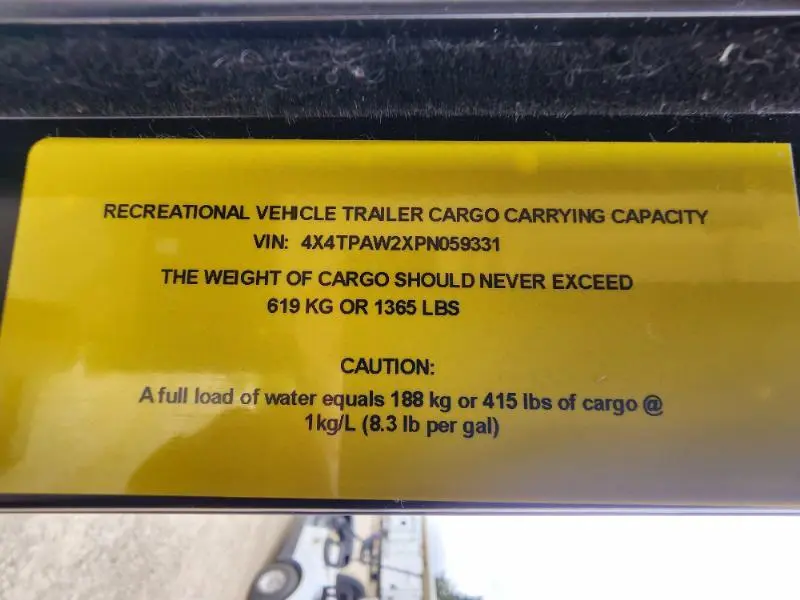 RECREATIONAL VEHICLE TRAILER CARGO CARRYING CAPACITY
VIN: 4X4TPAW2XPN059331
THE WEIGHT OF CARGO SHOULD NEVER EXCEED
619 KG OR 1365 LBS
CAUTION:
A full load of water equals 188 kg or 415 lbs of cargo @
1kg/L (8.3 lb per gal)